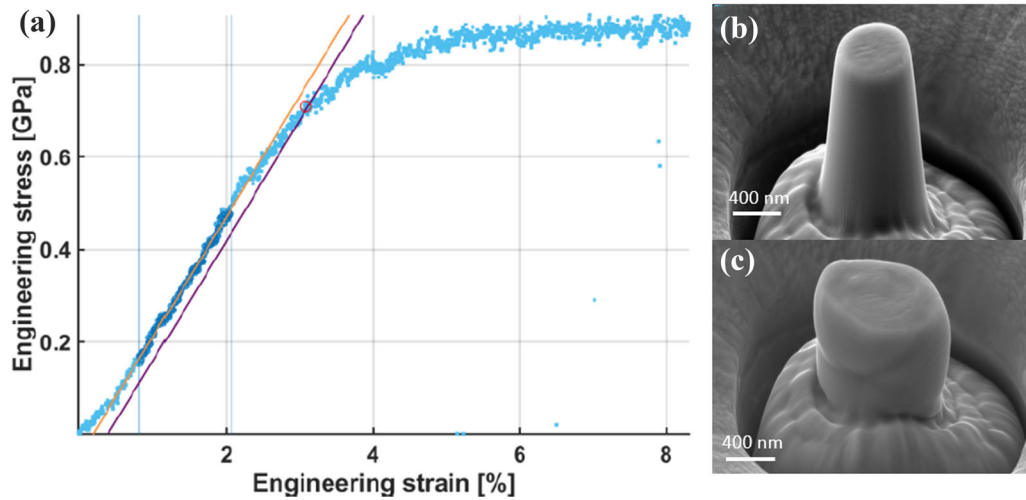 (a)
Engineering stress [GPa]
0.8
0.6
0.4
0.2
2
4
6
8
Engineering strain [%]
(b)
400 nm
(c)
400 nm